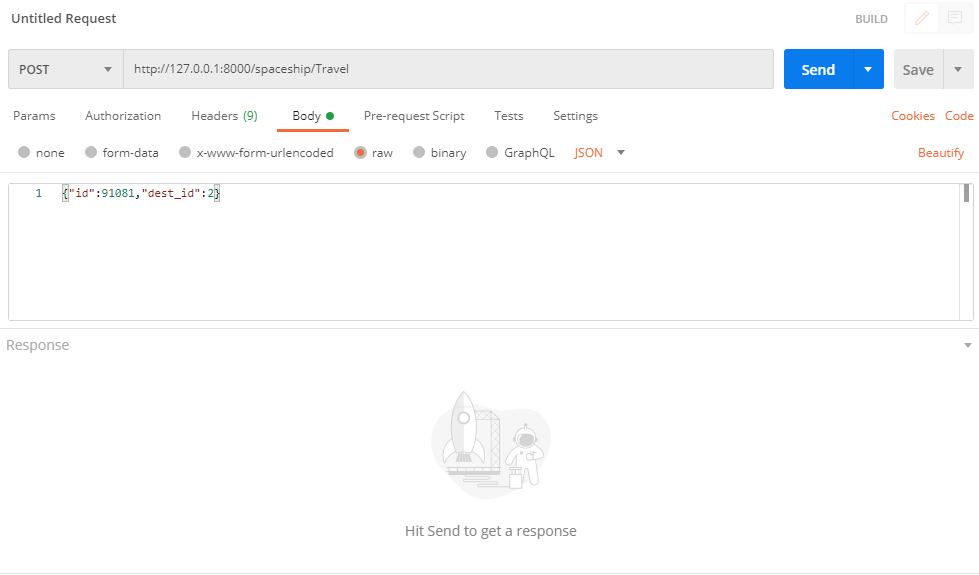 Untitled Request BUILD
POST http://127.0.0.1:8000/spaceship/Travel Send Save
Params Authorization Headers (9) Body Pre-request Script Tests Settings Cookies Code
none form-data x-www-form-urlencoded raw binary GraphQL JSON Beautify
1 {"id":91081,"dest_id":2}
Response
Hit Send to get a response